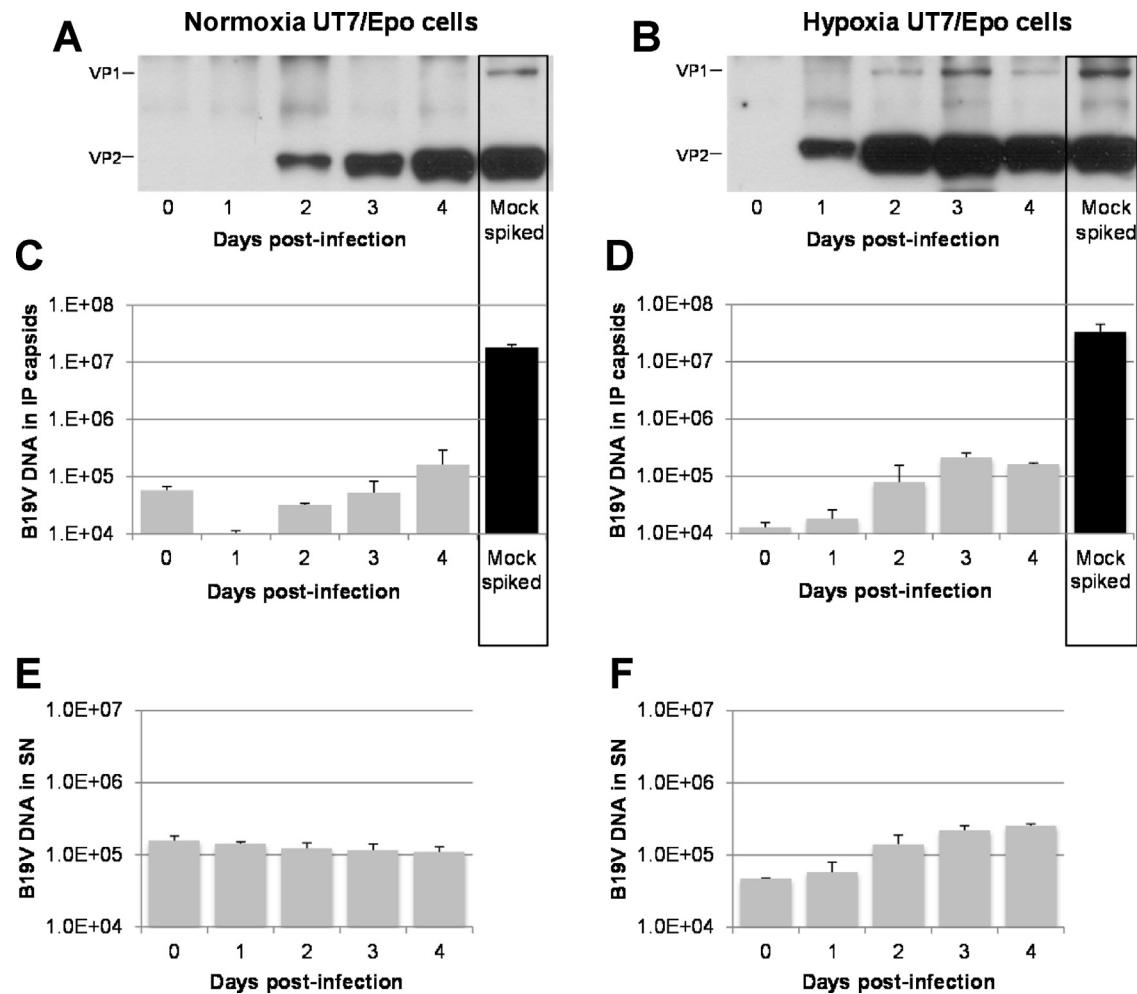 A Normoxia UT7/Epo cells
VP1
VP2
0 1 2 3 4 Mock spiked
Days post-infection
B Hypoxia UT7/Epo cells
VP1
VP2
0 1 2 3 4 Mock spiked
Days post-infection
C
B19V DNA in IP capsids
1.E+08
1.E+07
1.E+06
1.E+05
1.E+04
0 1 2 3 4 Mock spiked
Days post-infection
D
B19V DNA in IP capsids
1.0E+08
1.0E+07
1.0E+06
1.0E+05
1.0E+04
0 1 2 3 4 Mock spiked
Days post-infection
E
B19V DNA in SN
1.0E+07
1.0E+06
1.0E+05
1.0E+04
0 1 2 3 4
Days post-infection
F
B19V DNA in SN
1.0E+07
1.0E+06
1.0E+05
1.0E+04
0 1 2 3 4
Days post-infection